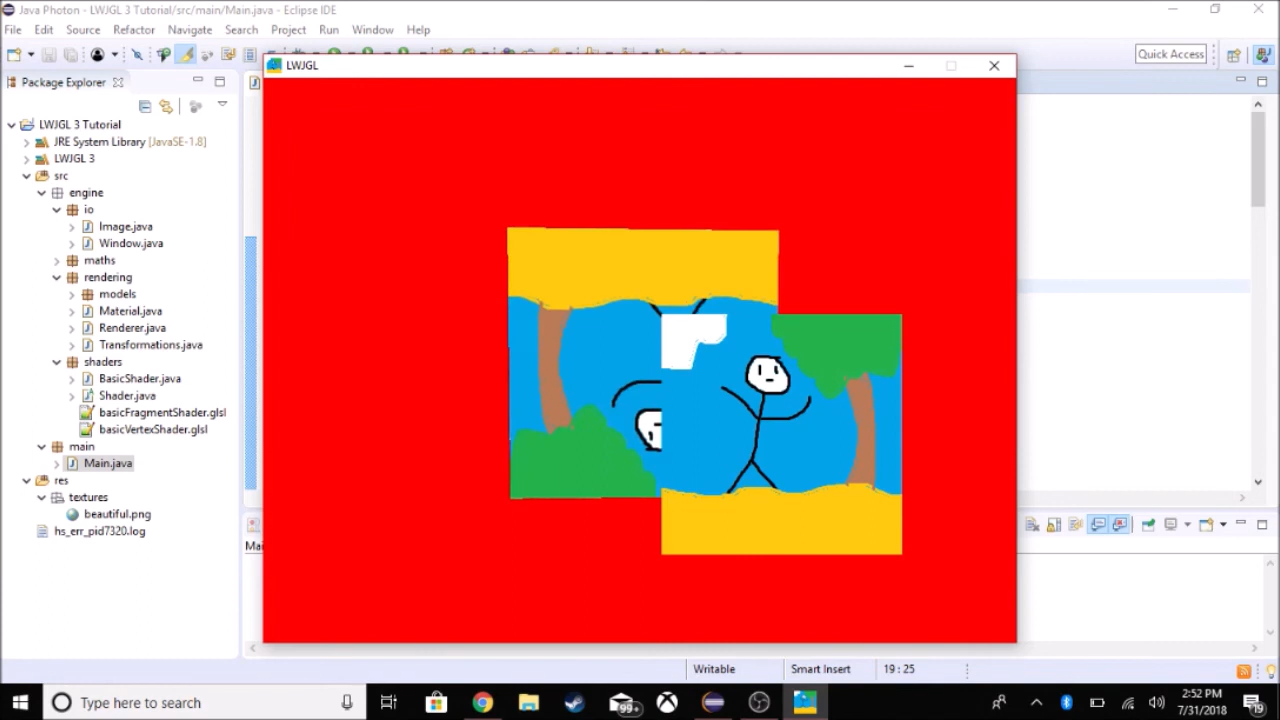 Java Photon - LWJGL 3 Tutorial/src/main/Main.java - Eclipse IDE
File Edit Source Refactor Navigate Search Project Run Window Help
Quick Access
LWJGL
Package Explorer
LWJGL 3 Tutorial
JRE System Library [JavaSE-1.8]
LWJGL 3
src
engine
io
Image.java
Window.java
maths
rendering
models
Material.java
Renderer.java
Transformations.java
shaders
BasicShader.java
Shader.java
basicFragmentShader.glsl
basicVertexShader.glsl
main
Main.java
res
textures
beautiful.png
hs_err_pid7320.log
Mai
Writable Smart Insert 19 : 25
Type here to search
99+
2:52 PM
7/31/2018
19